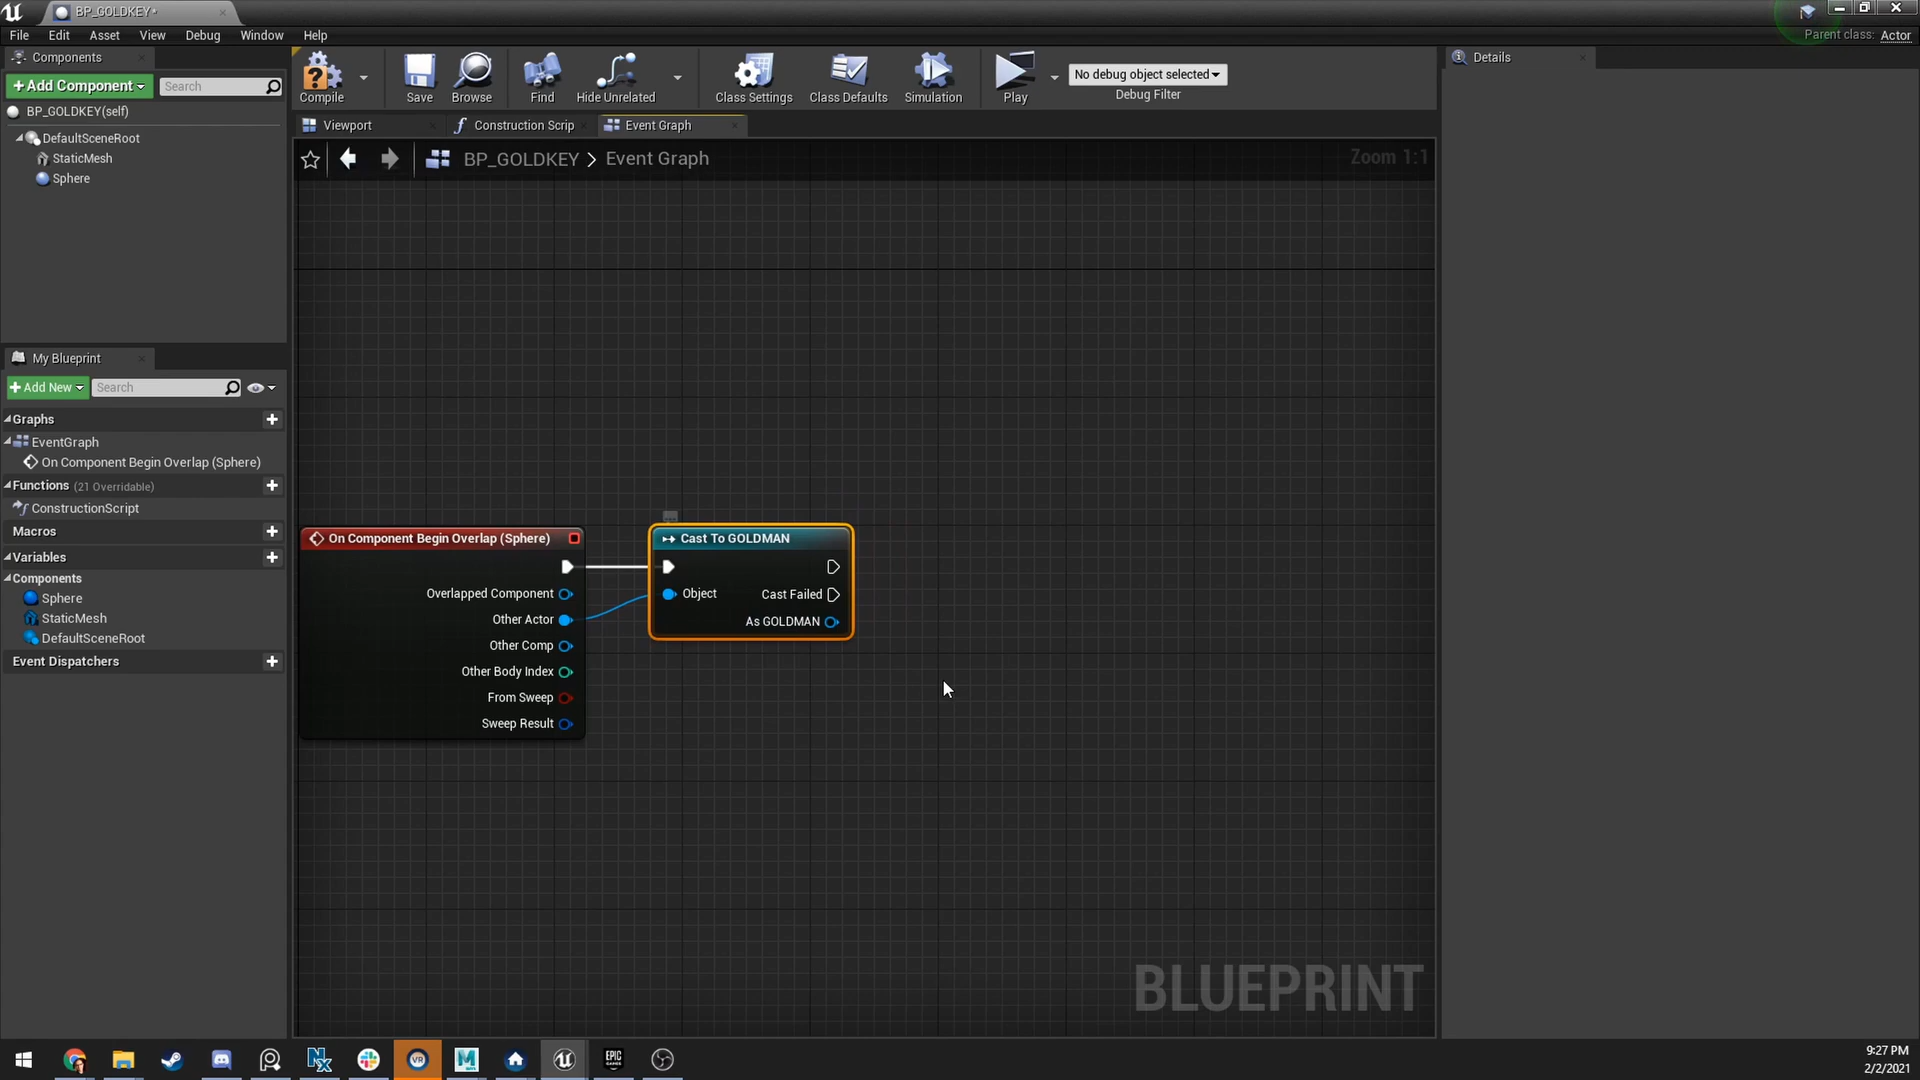 BP_GOLDKEY*
File Edit Asset View Debug Window Help
Parent class: Actor
Components
Details
+Add Component
Search
Compile
Save
Browse
Find
Hide Unrelated
Class Settings
Class Defaults
Simulation
Play
No debug object selected
Debug Filter
BP_GOLDKEY(self)
Viewport
Construction Scrip
Event Graph
DefaultSceneRoot
StaticMesh
Sphere
BP_GOLDKEY > Event Graph
Zoom 1:1
My Blueprint
+Add New
Search
Graphs
EventGraph
On Component Begin Overlap (Sphere)
Functions (21 Overridable)
ConstructionScript
Macros
Variables
Components
Sphere
StaticMesh
DefaultSceneRoot
Event Dispatchers
On Component Begin Overlap (Sphere)
Overlapped Component
Other Actor
Other Comp
Other Body Index
From Sweep
Sweep Result
Cast To GOLDMAN
Object
Cast Failed
As GOLDMAN
BLUEPRINT
9:27 PM
2/2/2021